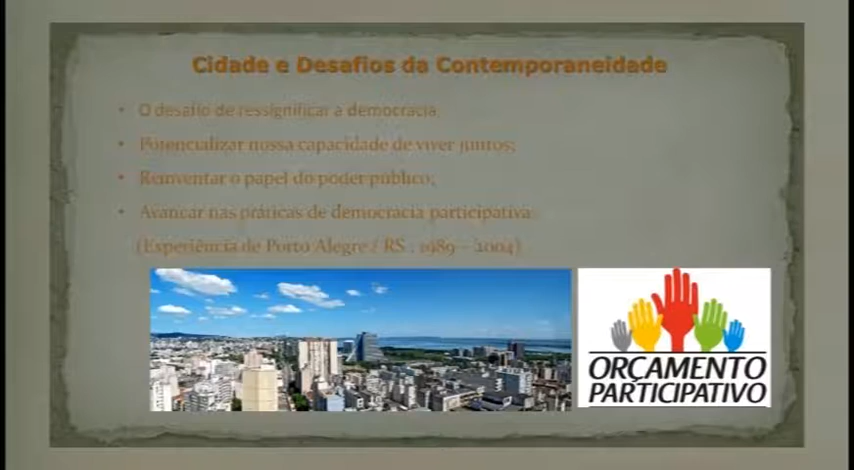 Cidade e Desafios da Contemporaneidade
• O desafio de ressignificar a democracia;
• Potencializar nossa capacidade de viver juntos;
• Reinventar o papel do poder público;
• Avançar nas práticas de democracia participativa
(Experiência de Porto Alegre / RS . 1989 – 2004)
ORÇAMENTO
PARTICIPATIVO